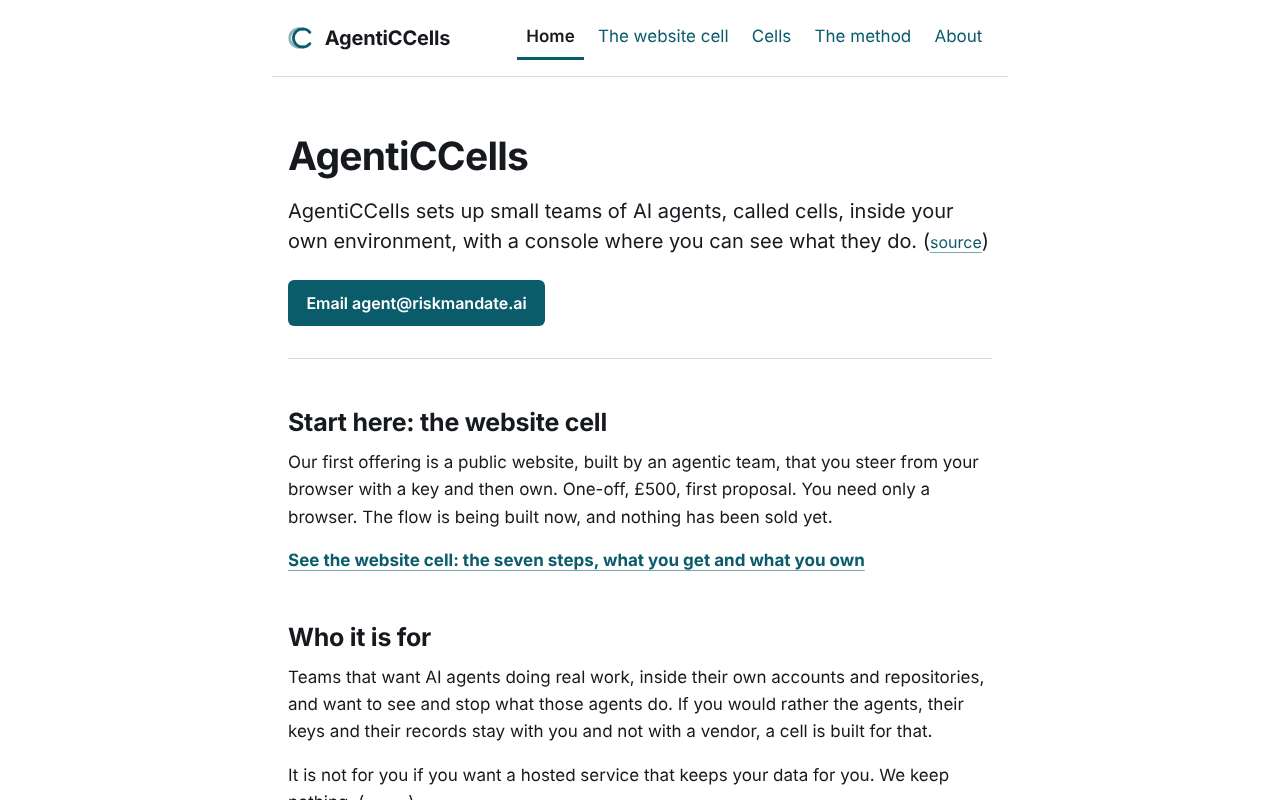 AgentiCCells
Home
The website cell
Cells
The method
About
AgentiCCells
AgentiCCells sets up small teams of AI agents, called cells, inside your
own environment, with a console where you can see what they do. (source)
Email agent@riskmandate.ai
Start here: the website cell
Our first offering is a public website, built by an agentic team, that you steer from your
browser with a key and then own. One-off, £500, first proposal. You need only a
browser. The flow is being built now, and nothing has been sold yet.
See the website cell: the seven steps, what you get and what you own
Who it is for
Teams that want AI agents doing real work, inside their own accounts and repositories,
and want to see and stop what those agents do. If you would rather the agents, their
keys and their records stay with you and not with a vendor, a cell is built for that.
It is not for you if you want a hosted service that keeps your data for you. We keep